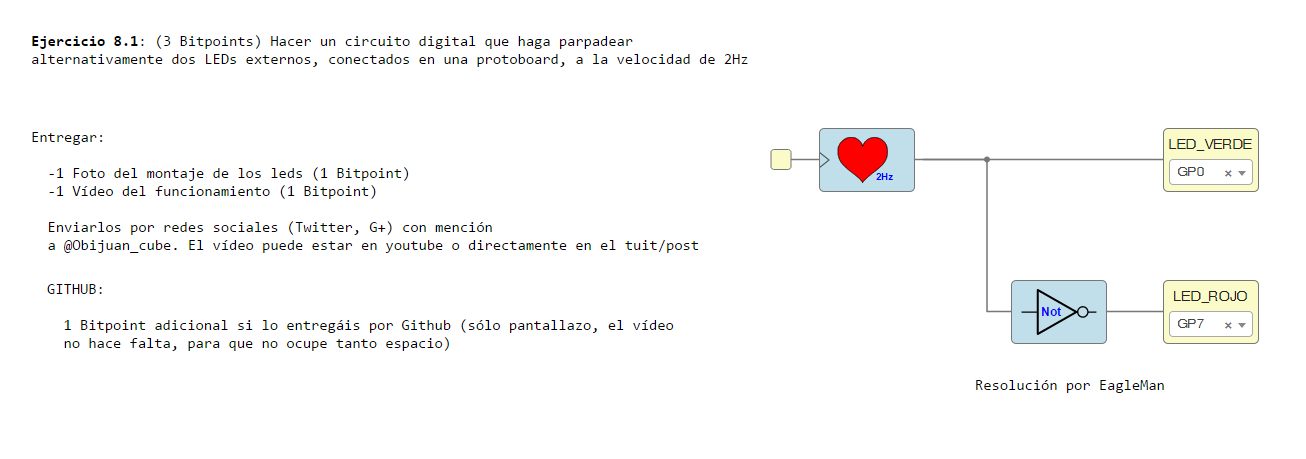 Ejercicio 8.1: (3 Bitpoints) Hacer un circuito digital que haga parpadear
alternativamente dos LEDs externos, conectados en una protoboard, a la velocidad de 2Hz
Entregar:
-1 Foto del montaje de los leds (1 Bitpoint)
-1 Vídeo del funcionamiento (1 Bitpoint)
Enviarlos por redes sociales (Twitter, G+) con mención
a @Obijuan_cube. El vídeo puede estar en youtube o directamente en el tuit/post
GITHUB:
1 Bitpoint adicional si lo entregáis por Github (sólo pantallazo, el vídeo
no hace falta, para que no ocupe tanto espacio)
2Hz
LED_VERDE
GP0
Not
LED_ROJO
GP7
Resolución por EagleMan